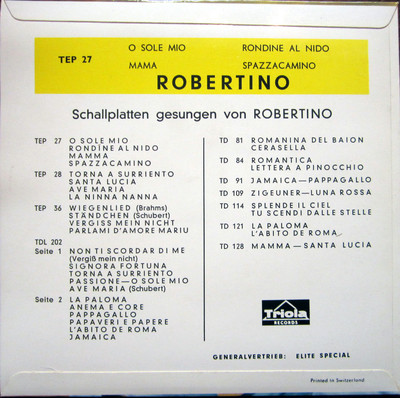 TEP 27
O SOLE MIO
RONDINE AL NIDO
MAMA
SPAZZACAMINO
ROBERTINO
Schallplatten gesungen von ROBERTINO
TEP 27 O SOLE MIO
RONDINE AL NIDO
MAMMA
SPAZZACAMINO
TEP 28 TORNA A SURRIENTO
SANTA LUCIA
AVE MARIA
LA NINNA NANNA
TEP 36 WIEGENLIED (Brahms)
STÄNDCHEN (Schubert)
VERGISS MEIN NICHT
PARLAMI D'AMORE MARIU
TDL 202
Seite 1 NON TI SCORDAR DI ME
(Vergiß mein nicht)
SIGNORA FORTUNA
TORNA A SURRIENTO
PASSIONE—O SOLE MIO
AVE MARIA (Schubert)
Seite 2 LA PALOMA
ANEMA E CORE
PAPPAGALLO
PAPAVERI E PAPERE
L'ABITO DE ROMA
JAMAICA
TD 81 ROMANINA DEL BAION
CERASELLA
TD 84 ROMANTICA
LETTERA A PINOCCHIO
TD 91 JAMAICA—PAPPAGALLO
TD 109 ZIGEUNER—LUNA ROSSA
TD 114 SPLENDE IL CIEL
TU SCENDI DALLE STELLE
TD 121 LA PALOMA
L'ABITO DE ROMA
TD 128 MAMMA—SANTA LUCIA
Triola
RECORDS
GENERALVERTRIEB: ELITE SPECIAL
Printed in Switzerland